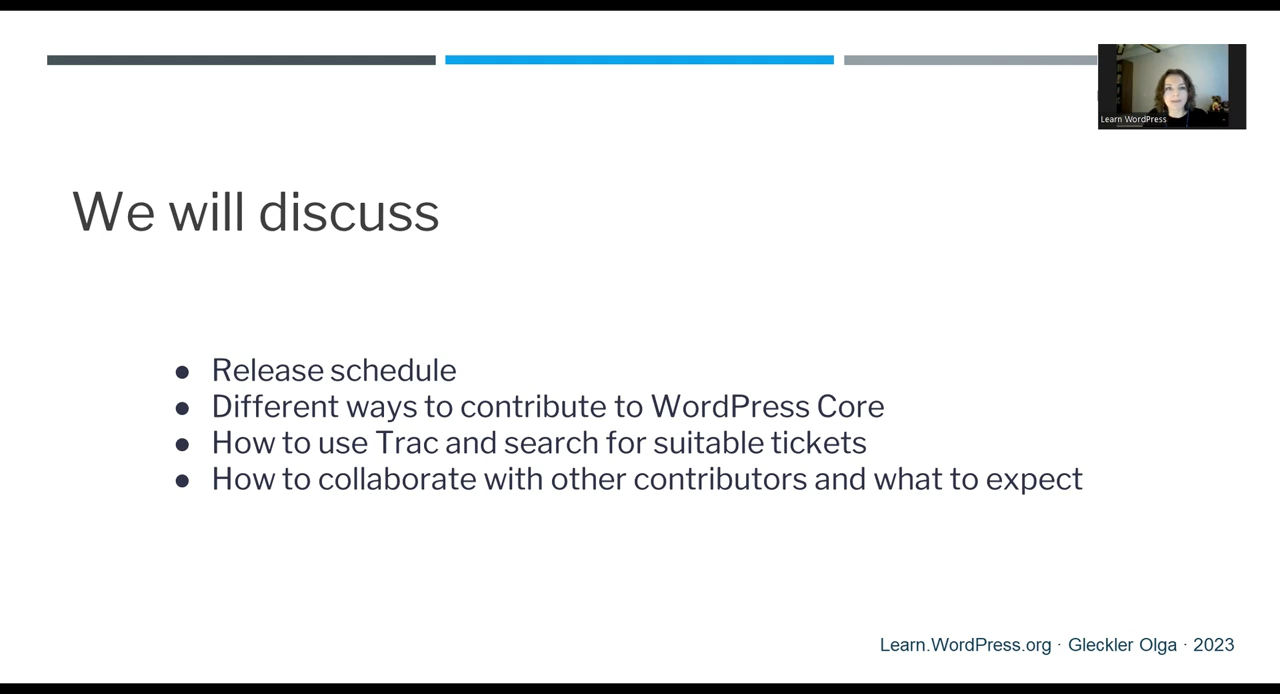 Learn WordPress
We will discuss
● Release schedule
● Different ways to contribute to WordPress Core
● How to use Trac and search for suitable tickets
● How to collaborate with other contributors and what to expect
Learn.WordPress.org · Gleckler Olga · 2023